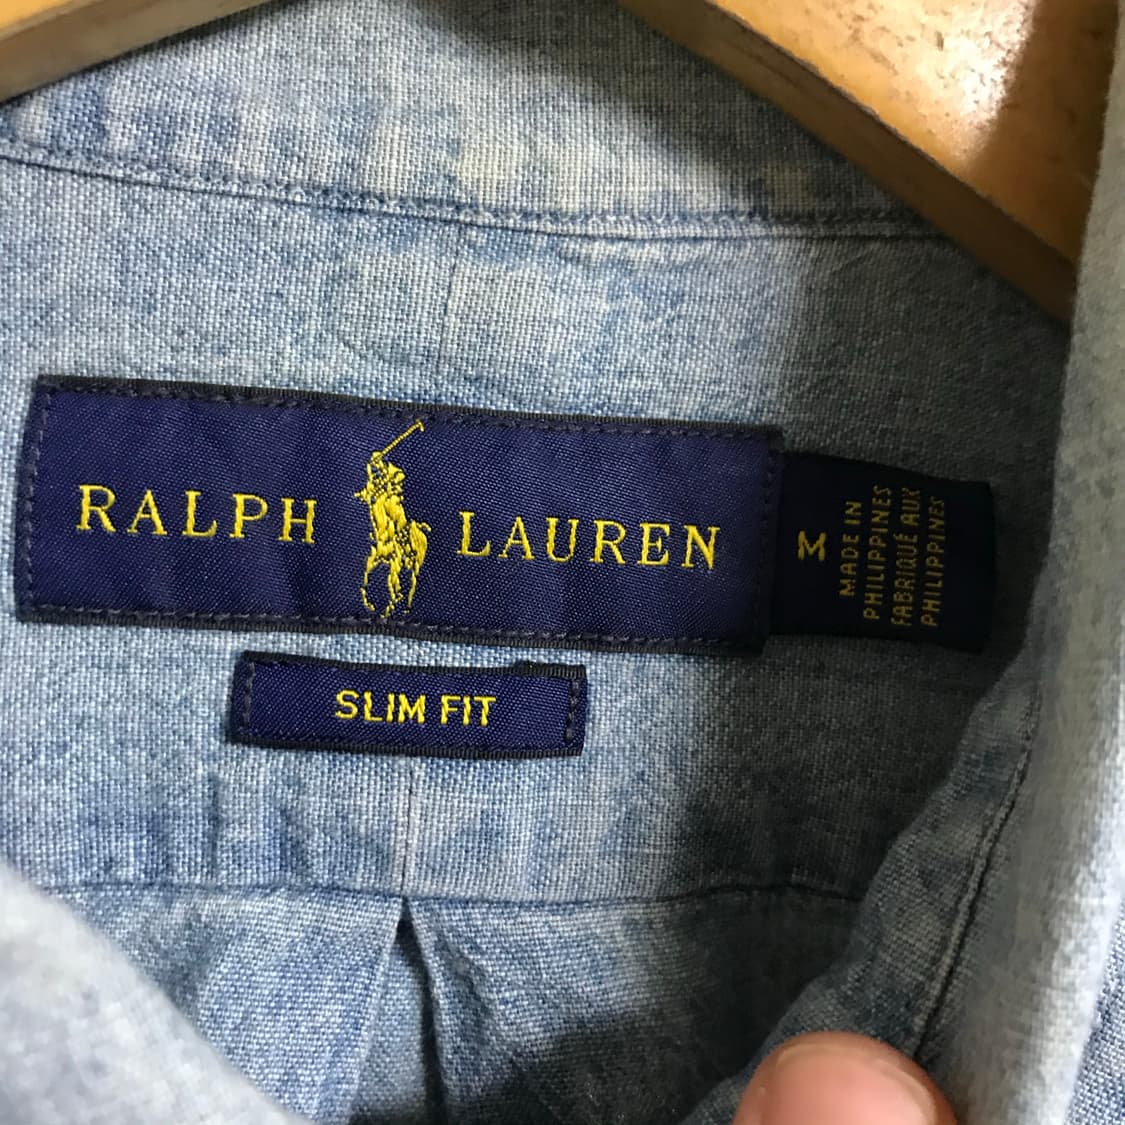 RALPH LAUREN
M
MADE IN
PHILIPPINES
FABRIQUÉ AUX
PHILIPPINES
SLIM FIT